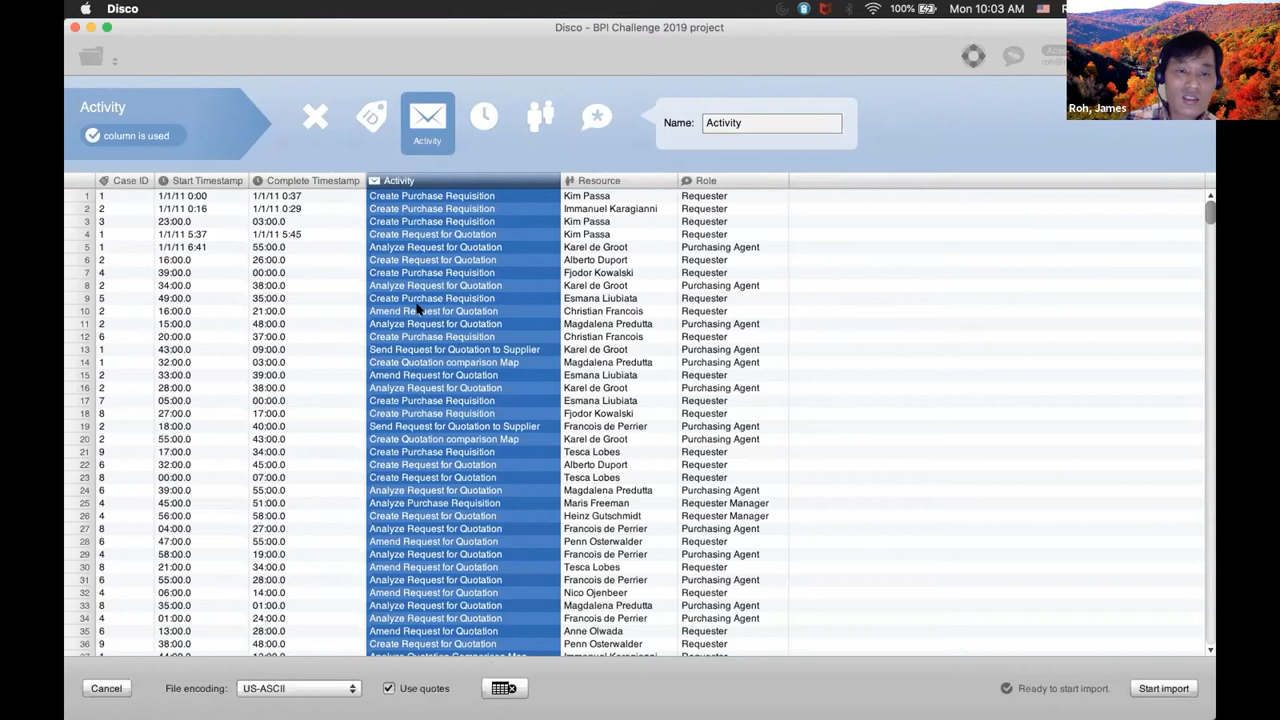 Disco 100% Mon 10:03 AM R
Disco - BPI Challenge 2019 project
Roh, James
Activity
column is used
Activity
Name: Activity
Case ID Start Timestamp Complete Timestamp Activity Resource Role
1 1 1/1/11 0:00 1/1/11 0:37 Create Purchase Requisition Kim Passa Requester
2 2 1/1/11 0:16 1/1/11 0:29 Create Purchase Requisition Immanuel Karagianni Requester
3 3 23:00.0 03:00.0 Create Purchase Requisition Kim Passa Requester
4 1 1/1/11 5:37 1/1/11 5:45 Create Request for Quotation Kim Passa Requester
5 1 1/1/11 6:41 55:00.0 Analyze Request for Quotation Karel de Groot Purchasing Agent
6 2 16:00.0 26:00.0 Create Request for Quotation Alberto Duport Requester
7 4 39:00.0 00:00.0 Create Purchase Requisition Fjodor Kowalski Requester
8 2 34:00.0 38:00.0 Analyze Request for Quotation Karel de Groot Purchasing Agent
9 5 49:00.0 35:00.0 Create Purchase Requisition Esmana Liubiata Requester
10 2 16:00.0 21:00.0 Amend Request for Quotation Christian Francois Requester
11 2 15:00.0 48:00.0 Analyze Request for Quotation Magdalena Predutta Purchasing Agent
12 6 20:00.0 37:00.0 Create Purchase Requisition Christian Francois Requester
13 1 43:00.0 09:00.0 Send Request for Quotation to Supplier Karel de Groot Purchasing Agent
14 1 32:00.0 03:00.0 Create Quotation comparison Map Magdalena Predutta Purchasing Agent
15 2 33:00.0 39:00.0 Amend Request for Quotation Esmana Liubiata Requester
16 2 28:00.0 38:00.0 Analyze Request for Quotation Karel de Groot Purchasing Agent
17 7 05:00.0 00:00.0 Create Purchase Requisition Esmana Liubiata Requester
18 8 27:00.0 17:00.0 Create Purchase Requisition Fjodor Kowalski Requester
19 2 18:00.0 40:00.0 Send Request for Quotation to Supplier Francois de Perrier Purchasing Agent
20 2 55:00.0 43:00.0 Create Quotation comparison Map Karel de Groot Purchasing Agent
21 9 17:00.0 34:00.0 Create Purchase Requisition Tesca Lobes Requester
22 6 32:00.0 45:00.0 Create Request for Quotation Alberto Duport Requester
23 8 00:00.0 07:00.0 Create Request for Quotation Tesca Lobes Requester
24 6 39:00.0 55:00.0 Analyze Request for Quotation Magdalena Predutta Purchasing Agent
25 4 45:00.0 51:00.0 Analyze Purchase Requisition Maris Freeman Requester Manager
26 4 56:00.0 58:00.0 Create Request for Quotation Heinz Gutschmidt Requester Manager
27 8 04:00.0 27:00.0 Analyze Request for Quotation Francois de Perrier Purchasing Agent
28 6 47:00.0 55:00.0 Amend Request for Quotation Penn Osterwalder Requester
29 4 58:00.0 19:00.0 Analyze Request for Quotation Francois de Perrier Purchasing Agent
30 8 21:00.0 34:00.0 Amend Request for Quotation Tesca Lobes Requester
31 6 55:00.0 28:00.0 Analyze Request for Quotation Francois de Perrier Purchasing Agent
32 4 06:00.0 14:00.0 Amend Request for Quotation Nico Ojenbeer Requester
33 8 35:00.0 01:00.0 Analyze Request for Quotation Magdalena Predutta Purchasing Agent
34 4 01:00.0 24:00.0 Analyze Request for Quotation Francois de Perrier Purchasing Agent
35 6 13:00.0 28:00.0 Amend Request for Quotation Anne Olwada Requester
36 9 38:00.0 48:00.0 Create Request for Quotation Penn Osterwalder Requester
Cancel File encoding: US-ASCII Use quotes Ready to start import. Start import